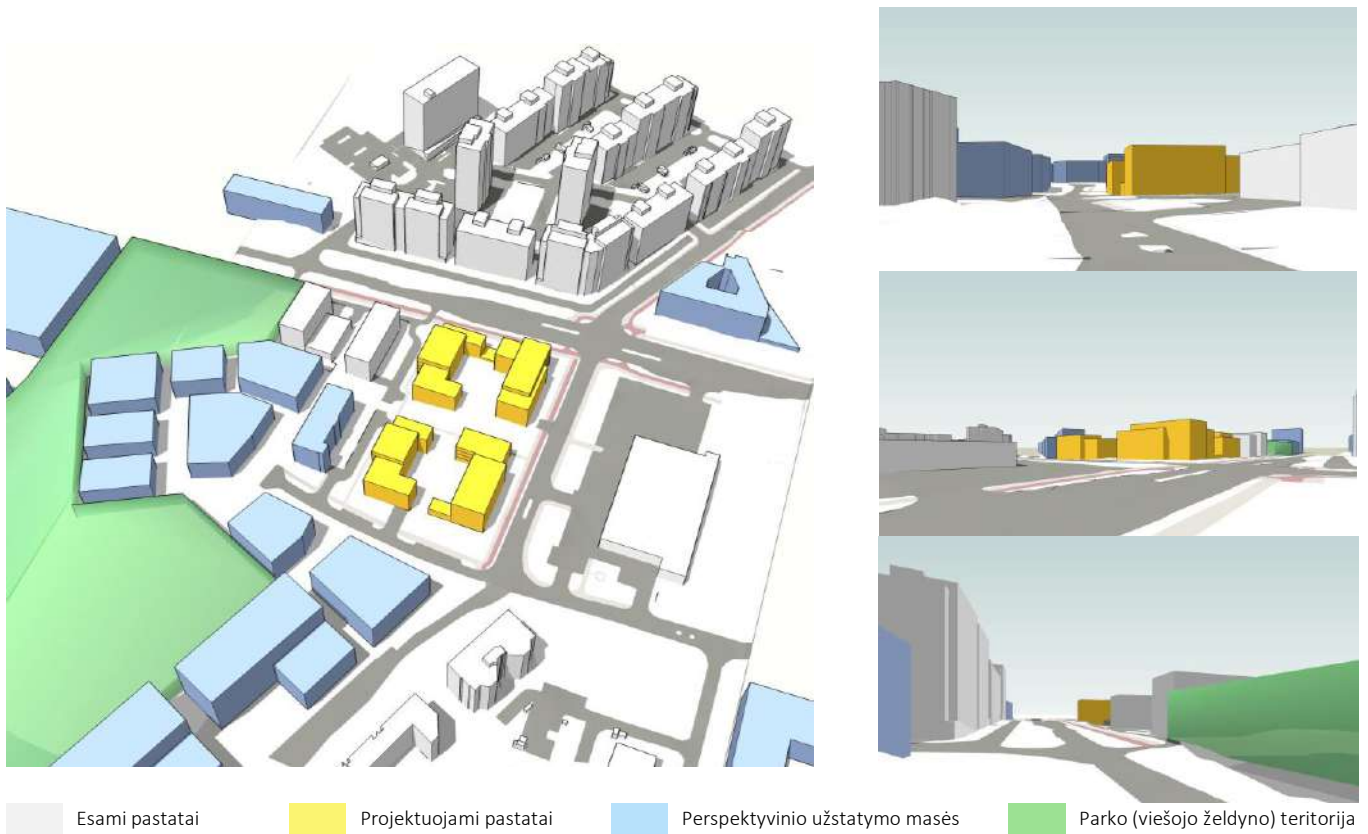 Esami pastatai
Projektuojami pastatai
Perspektyvinio užstatymo masės
Parko (viešojo želdyno) teritorija